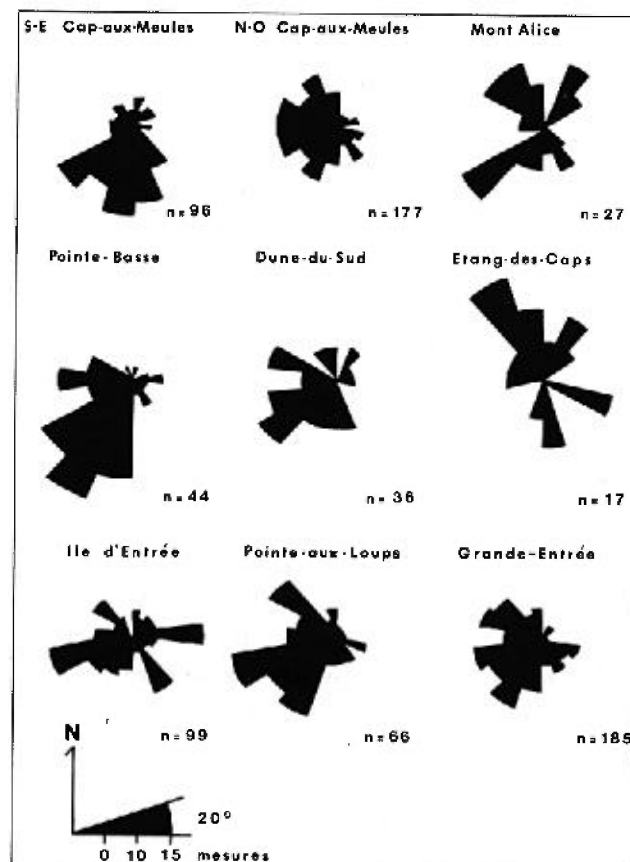 S-E Cap-aux-Meules N-O Cap-aux-Meules Mont Alice
n=96 n=177 n=27
Pointe-Basse Dune-du-Sud Etang-des-Caps
n=44 n=36 n=17
Ile d'Entrée Pointe-aux-Loups Grande-Entrée
n=99 n=66 n=185
N
20°
0 10 15 mesures